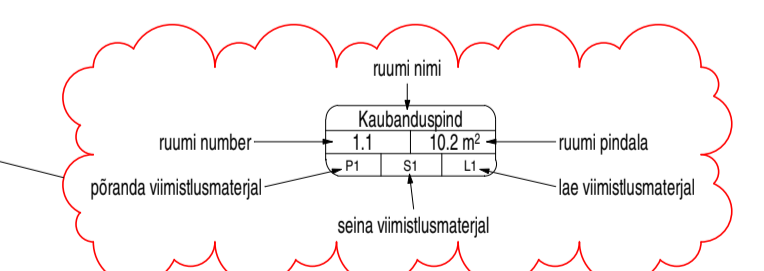 ruumi nimi
Kaubanduspind
ruumi number 1.1 10.2 m² ruumi pindala
P1 S1 L1
põranda viimistlusmaterjal lae viimistlusmaterjal
seina viimistlusmaterjal